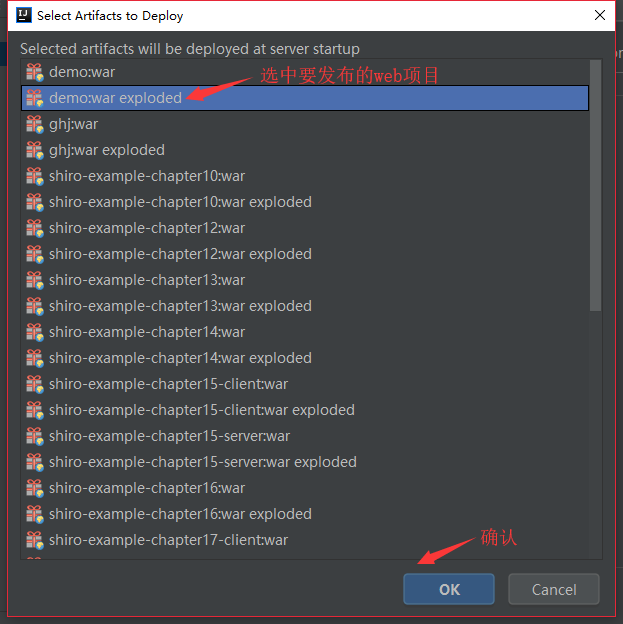 Select Artifacts to Deploy
Selected artifacts will be deployed at server startup
demo:war
选中要发布的web项目
demo:war exploded
ghj:war
ghj:war exploded
shiro-example-chapter10:war
shiro-example-chapter10:war exploded
shiro-example-chapter12:war
shiro-example-chapter12:war exploded
shiro-example-chapter13:war
shiro-example-chapter13:war exploded
shiro-example-chapter14:war
shiro-example-chapter14:war exploded
shiro-example-chapter15-client:war
shiro-example-chapter15-client:war exploded
shiro-example-chapter15-server:war
shiro-example-chapter15-server:war exploded
shiro-example-chapter16:war
shiro-example-chapter16:war exploded
shiro-example-chapter17-client:war
确认
OK
Cancel